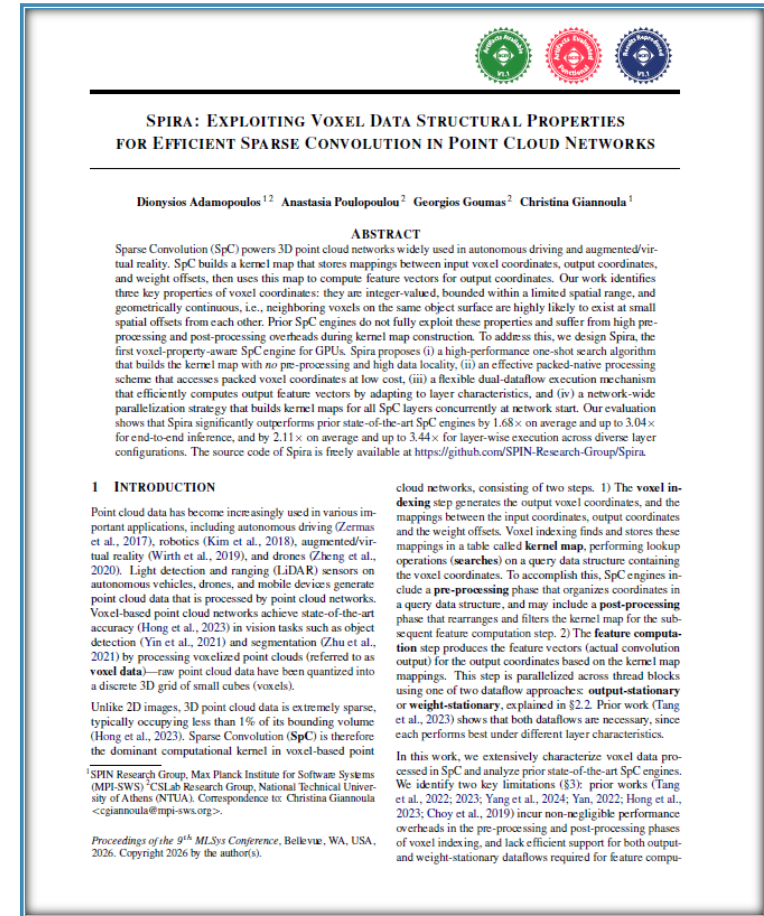 Artifacts Available
V1.1
Artifacts Evaluated
Functional
V1.1
Results Reproduced
V1.1
SPIRA: EXPLOITING VOXEL DATA STRUCTURAL PROPERTIES
FOR EFFICIENT SPARSE CONVOLUTION IN POINT CLOUD NETWORKS
Dionysios Adamopoulos 1 2 Anastasia Poulopoulou 2 Georgios Goumas 2 Christina Giannoula 1
ABSTRACT
Sparse Convolution (SpC) powers 3D point cloud networks widely used in autonomous driving and augmented/vir-
tual reality. SpC builds a kernel map that stores mappings between input voxel coordinates, output coordinates,
and weight offsets, then uses this map to compute feature vectors for output coordinates. Our work identifies
three key properties of voxel coordinates: they are integer-valued, bounded within a limited spatial range, and
geometrically continuous, i.e., neighboring voxels on the same object surface are highly likely to exist at small
spatial offsets from each other. Prior SpC engines do not fully exploit these properties and suffer from high pre-
processing and post-processing overheads during kernel map construction. To address this, we design Spira, the
first voxel-property-aware SpC engine for GPUs. Spira proposes (i) a high-performance one-shot search algorithm
that builds the kernel map with no pre-processing and high data locality, (ii) an effective packed-native processing
scheme that accesses packed voxel coordinates at low cost, (iii) a flexible dual-dataflow execution mechanism
that efficiently computes output feature vectors by adapting to layer characteristics, and (iv) a network-wide
parallelization strategy that builds kernel maps for all SpC layers concurrently at network start. Our evaluation
shows that Spira significantly outperforms prior state-of-the-art SpC engines by 1.68× on average and up to 3.04×
for end-to-end inference, and by 2.11× on average and up to 3.44× for layer-wise execution across diverse layer
configurations. The source code of Spira is freely available at https://github.com/SPIN-Research-Group/Spira.
1 INTRODUCTION
Point cloud data has become increasingly used in various im-
portant applications, including autonomous driving (Zermas
et al., 2017), robotics (Kim et al., 2018), augmented/vir-
tual reality (Wirth et al., 2019), and drones (Zheng et al.,
2020). Light detection and ranging (LiDAR) sensors on
autonomous vehicles, drones, and mobile devices generate
point cloud data that is processed by point cloud networks.
Voxel-based point cloud networks achieve state-of-the-art
accuracy (Hong et al., 2023) in vision tasks such as object
detection (Yin et al., 2021) and segmentation (Zhu et al.,
2021) by processing voxelized point clouds (referred to as
voxel data)—raw point cloud data have been quantized into
a discrete 3D grid of small cubes (voxels).
Unlike 2D images, 3D point cloud data is extremely sparse,
typically occupying less than 1% of its bounding volume
(Hong et al., 2023). Sparse Convolution (SpC) is therefore
the dominant computational kernel in voxel-based point
1 SPIN Research Group, Max Planck Institute for Software Systems
(MPI-SWS) 2 CSLab Research Group, National Technical Univer-
sity of Athens (NTUA). Correspondence to: Christina Giannoula
<cgiannoula@mpi-sws.org>.
Proceedings of the 9th MLSys Conference, Bellevue, WA, USA,
2026. Copyright 2026 by the author(s).
cloud networks, consisting of two steps. 1) The voxel in-
dexing step generates the output voxel coordinates, and the
mappings between the input coordinates, output coordinates
and the weight offsets. Voxel indexing finds and stores these
mappings in a table called kernel map, performing lookup
operations (searches) on a query data structure containing
the voxel coordinates. To accomplish this, SpC engines in-
clude a pre-processing phase that organizes coordinates in
a query data structure, and may include a post-processing
phase that rearranges and filters the kernel map for the sub-
sequent feature computation step. 2) The feature computa-
tion step produces the feature vectors (actual convolution
output) for the output coordinates based on the kernel map
mappings. This step is parallelized across thread blocks
using one of two dataflow approaches: output-stationary
or weight-stationary, explained in §2.2. Prior work (Tang
et al., 2023) shows that both dataflows are necessary, since
each performs best under different layer characteristics.
In this work, we extensively characterize voxel data pro-
cessed in SpC and analyze prior state-of-the-art SpC engines.
We identify two key limitations (§3): prior works (Tang
et al., 2022; 2023; Yang et al., 2024; Yan, 2022; Hong et al.,
2023; Choy et al., 2019) incur non-negligible performance
overheads in the pre-processing and post-processing phases
of voxel indexing, and lack efficient support for both output-
and weight-stationary dataflows required for feature compu-